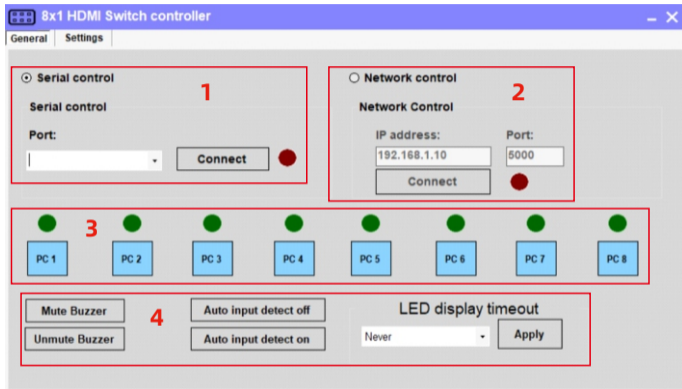 8x1 HDMI Switch controller
General Settings
Serial control
1
Network control
2
Serial control
Network Control
Port:
IP address: Port:
Connect
192.168.1.10 5000
Connect
3
PC 1 PC 2 PC 3 PC 4 PC 5 PC 6 PC 7 PC 8
Mute Buzzer
4
Auto input detect off
LED display timeout
Unmute Buzzer
Auto input detect on
Never
Apply